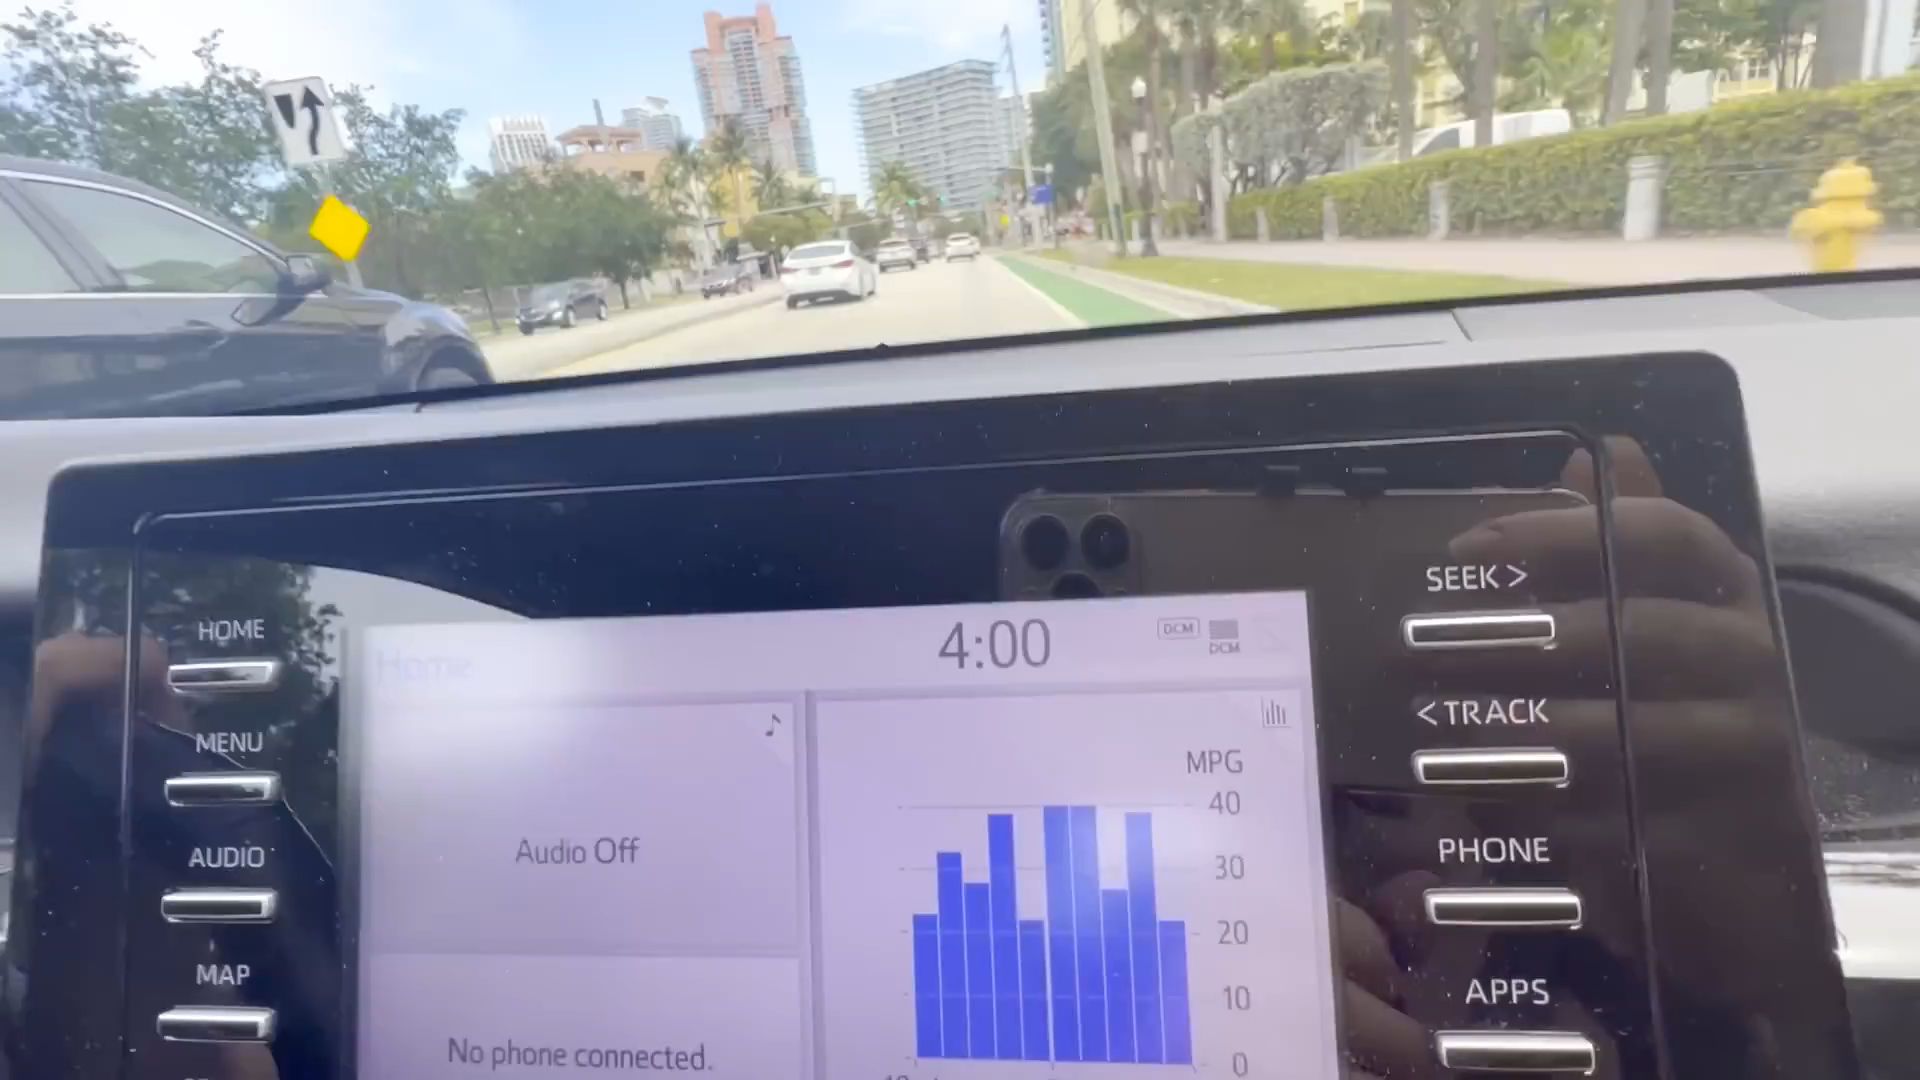 HOME
MENU
AUDIO
MAP
Home
4:00
DCM
DCM
Audio Off
No phone connected.
MPG
40
30
20
10
0
SEEK >
< TRACK
PHONE
APPS